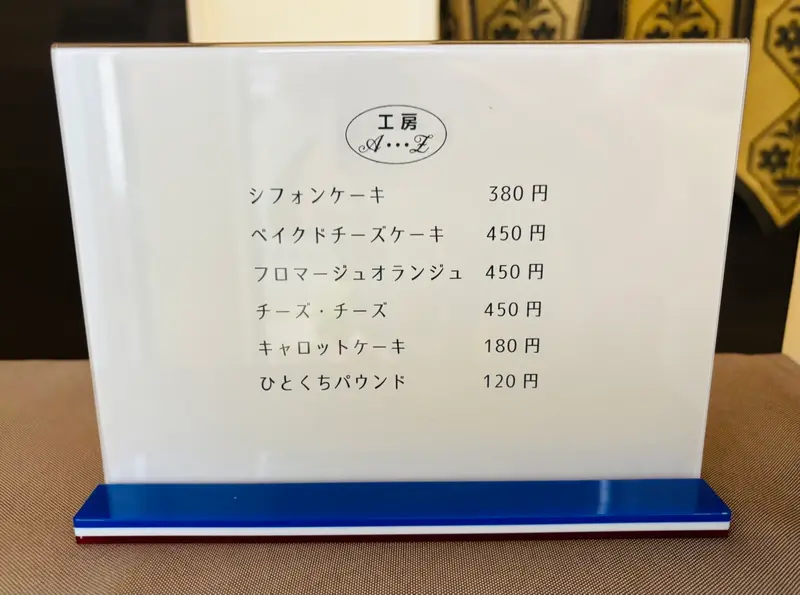 工房
A・・・Z
シフォンケーキ 380円
ベイクドチーズケーキ 450円
フロマージュオランジュ 450円
チーズ・チーズ 450円
キャロットケーキ 180円
ひとくちパウンド 120円